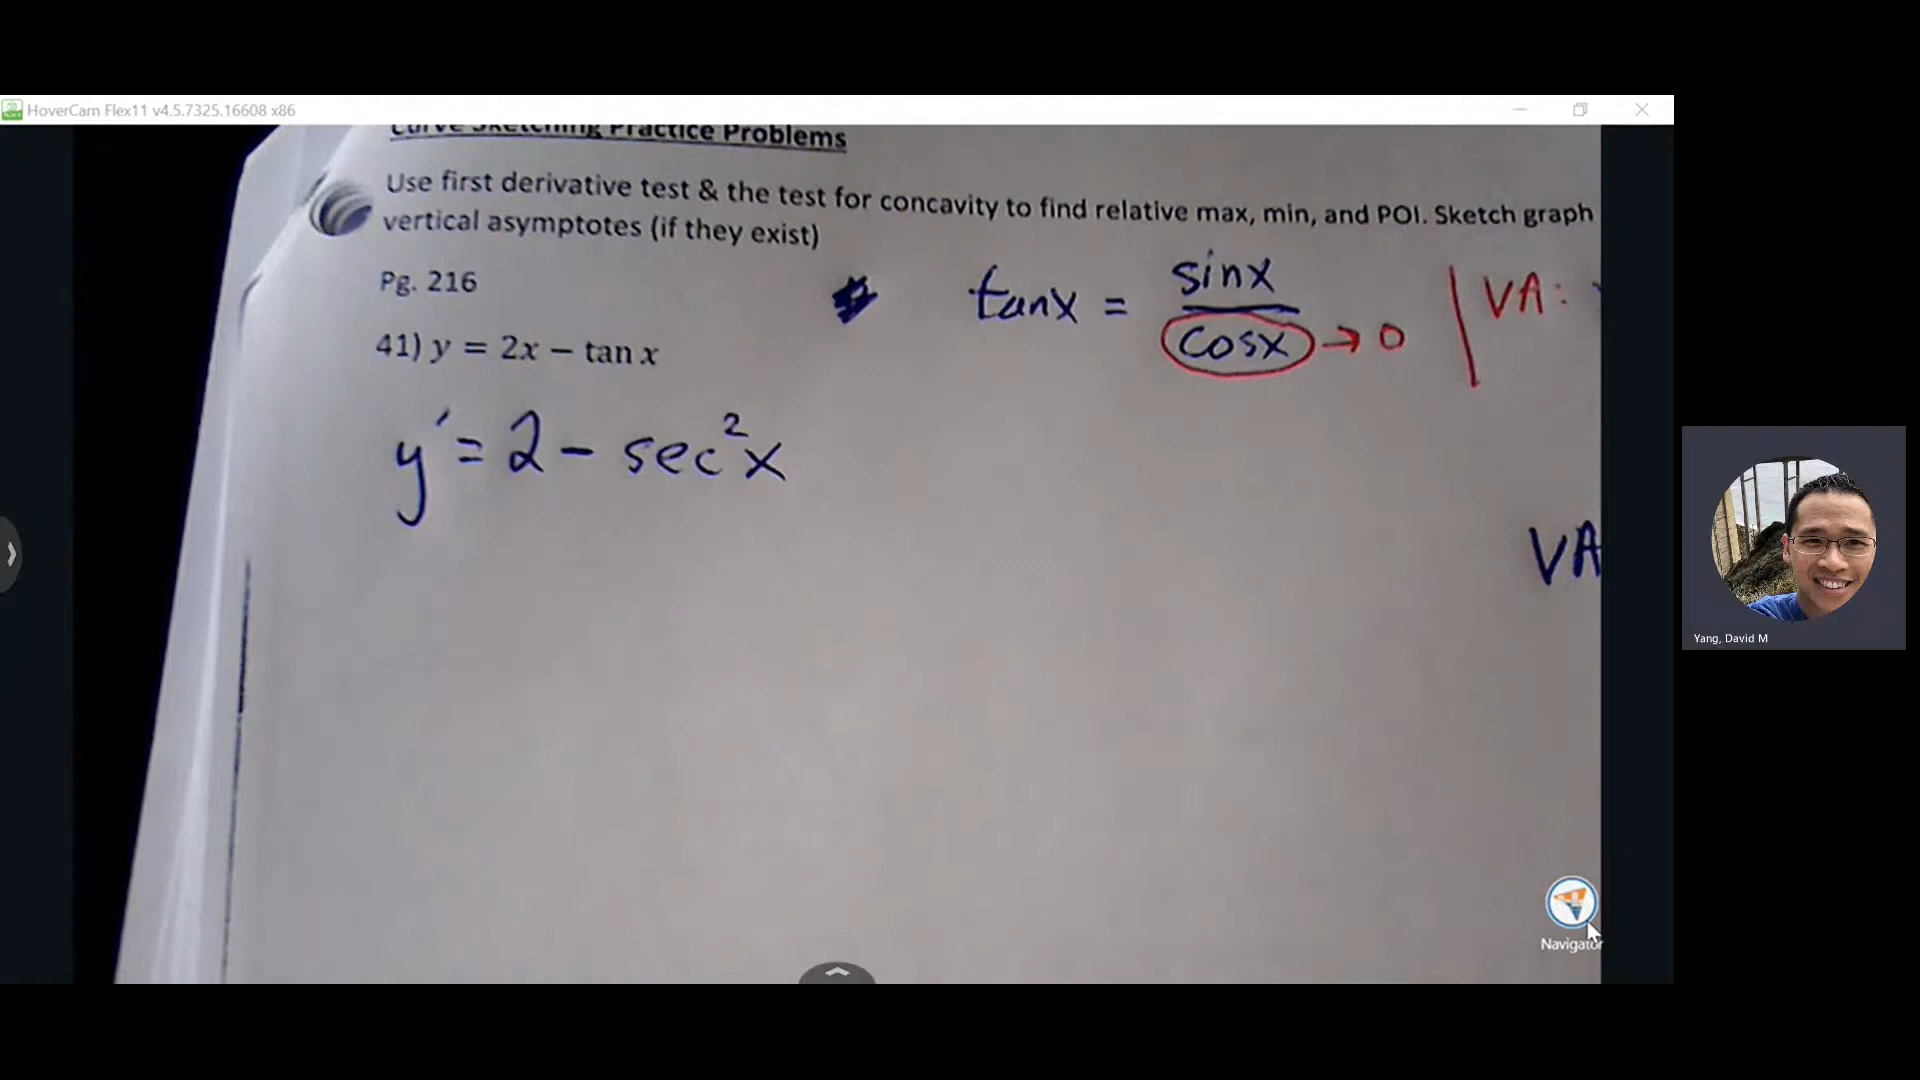 HoverCam Flex11 v4.5.7325.16608 x86
Curve Sketching Practice Problems
Use first derivative test & the test for concavity to find relative max, min, and POI. Sketch graph
vertical asymptotes (if they exist)
Pg. 216
tanx = sinx / cosx → 0 | VA:
41) y = 2x − tan x
y′ = 2 − sec²x
VA
Yang, David M
Navigator